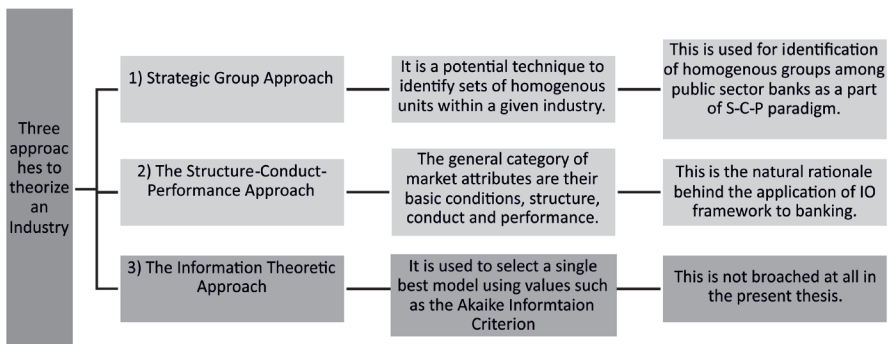 Three
approac
hes to
theorize
an
Industry
1) Strategic Group Approach
It is a potential technique to
identify sets of homogenous
units within a given industry.
This is used for identification
of homogenous groups among
public sector banks as a part
of S-C-P paradigm.
2) The Structure-Conduct-
Performance Approach
The general category of
market attributes are their
basic conditions, structure,
conduct and performance.
This is the natural rationale
behind the application of IO
framework to banking.
3) The Information Theoretic
Approach
It is used to select a single
best model using values such
as the Akaike Informtaion
Criterion
This is not broached at all in
the present thesis.